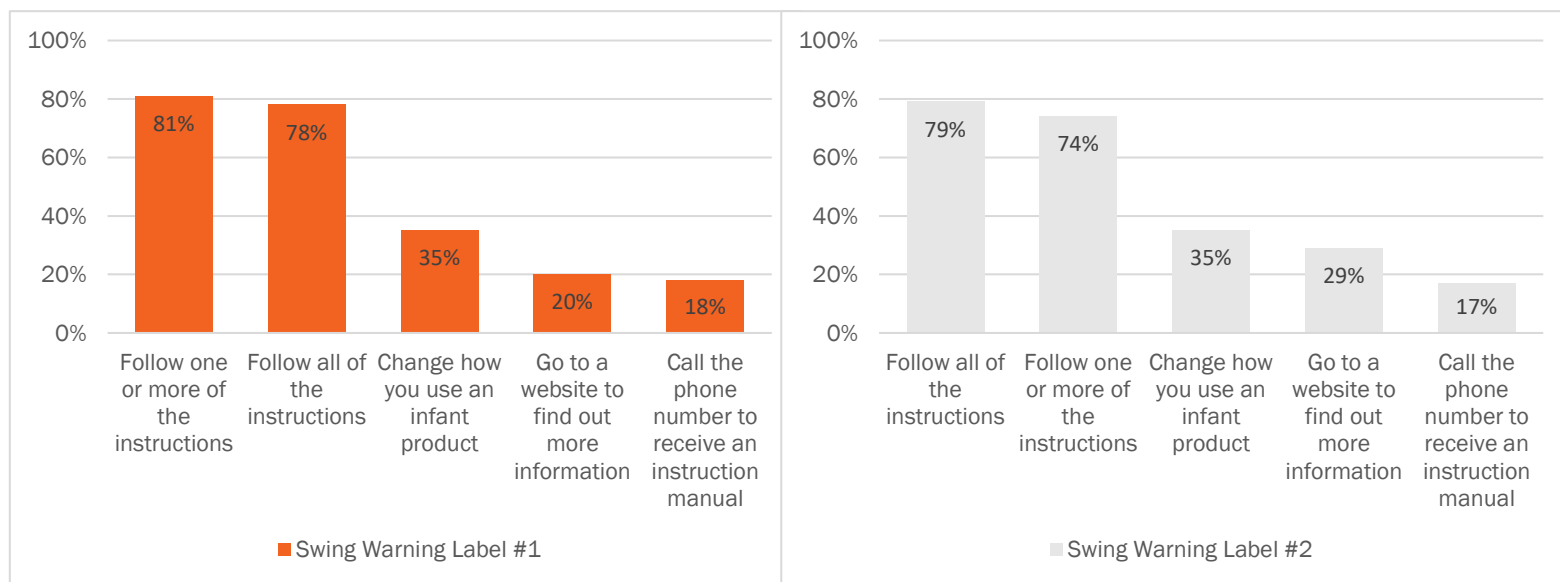 100%
80%
60%
40%
20%
0%
81%
78%
35%
20%
18%
Follow one
or more of
the
instructions
Follow all of
the
instructions
Change how
you use an
infant
product
Go to a
website to
find out
more
information
Call the
phone
number to
receive an
instruction
manual
Swing Warning Label #1
100%
80%
60%
40%
20%
0%
79%
74%
35%
29%
17%
Follow all of
the
instructions
Follow one
or more of
the
instructions
Change how
you use an
infant
product
Go to a
website to
find out
more
information
Call the
phone
number to
receive an
instruction
manual
Swing Warning Label #2